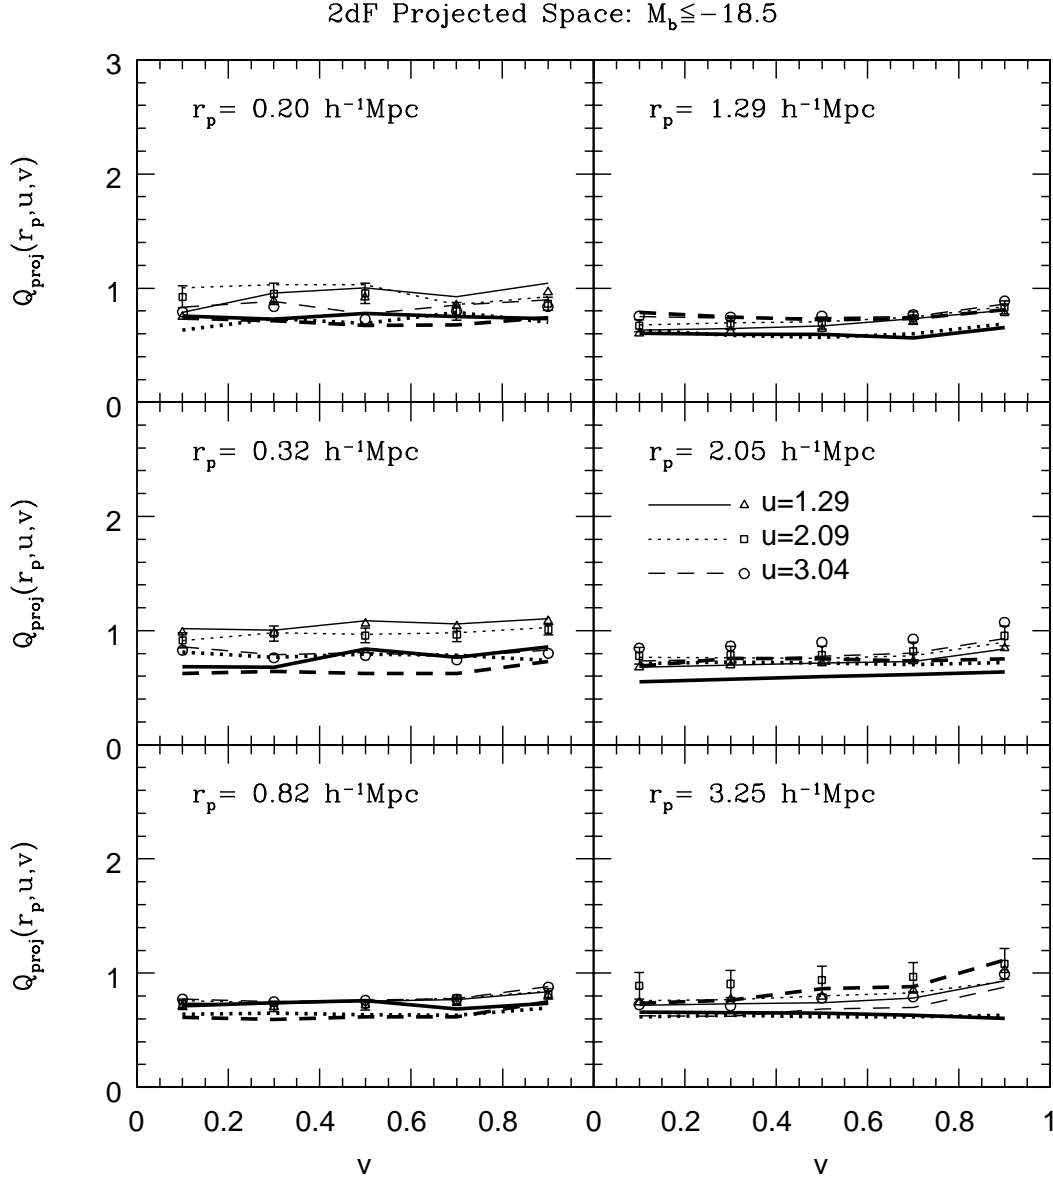 2dF Projected Space: M_b≦−18.5
3
r_p= 0.20 h⁻¹Mpc
r_p= 1.29 h⁻¹Mpc
2
Q_proj(r_p,u,v)
1
0
r_p= 0.32 h⁻¹Mpc
r_p= 2.05 h⁻¹Mpc
u=1.29
2
u=2.09
Q_proj(r_p,u,v)
u=3.04
1
0
r_p= 0.82 h⁻¹Mpc
r_p= 3.25 h⁻¹Mpc
2
Q_proj(r_p,u,v)
1
0
0 0.2 0.4 0.6 0.8 0 0.2 0.4 0.6 0.8 1
v v